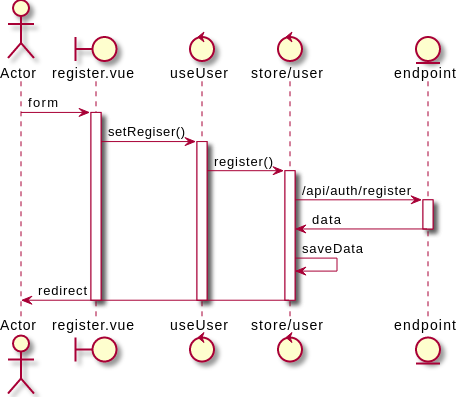 Actor register.vue useUser store/user endpoint
form
setRegiser()
register()
/api/auth/register
data
saveData
redirect
Actor register.vue useUser store/user endpoint